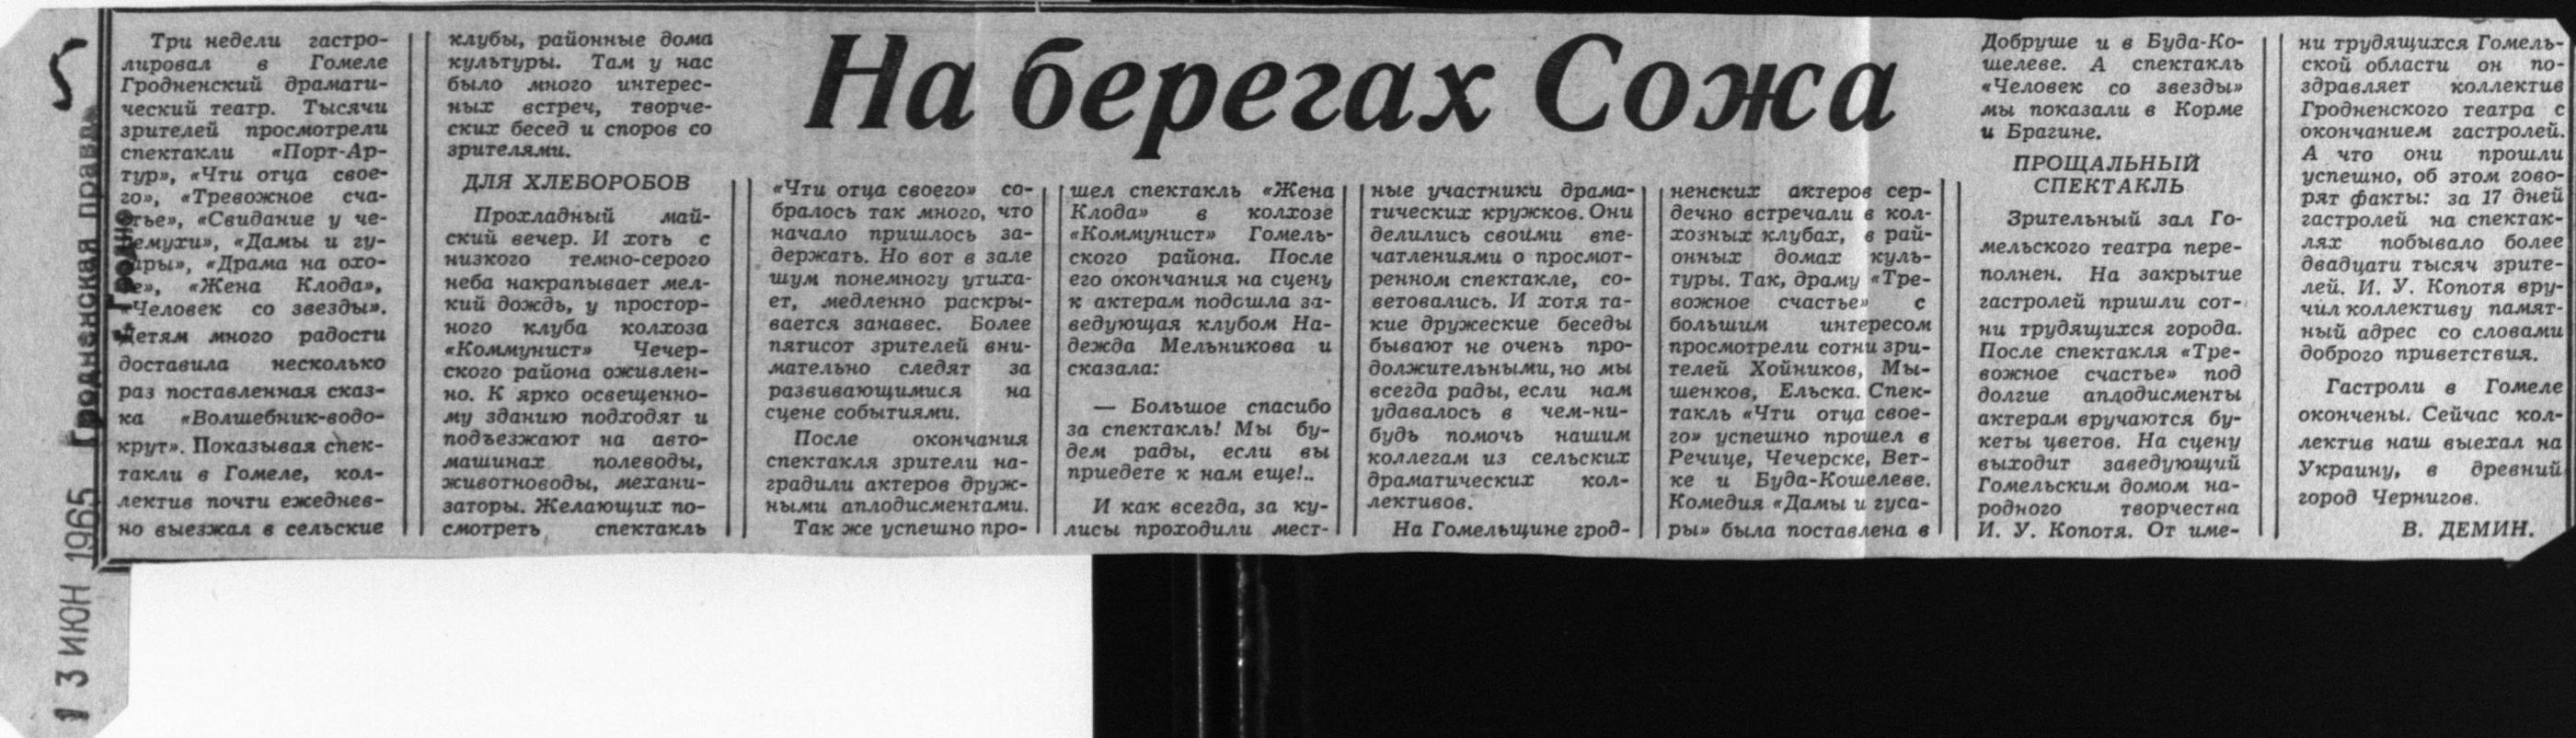 На берегах Сожа
Три недели гастро-
лировал в Гомеле
Гродненский драмати-
ческий театр. Тысячи
зрителей просмотрели
спектакли «Порт-Ар-
тур», «Чти отца свое-
го», «Тревожное сча-
стье», «Свидание у че-
ремухи», «Дамы и гу-
сары», «Драма на охо-
те», «Жена Клода»,
«Человек со звезды».
Детям много радости
доставила несколько
раз поставленная сказ-
ка «Волшебник-водо-
крут». Показывая спек-
такли в Гомеле, кол-
лектив почти ежеднев-
но выезжал в сельские
клубы, районные дома
культуры. Там у нас
было много интерес-
ных встреч, творче-
ских бесед и споров со
зрителями.
ДЛЯ ХЛЕБОРОБОВ
Прохладный май-
ский вечер. И хоть с
низкого темно-серого
неба накрапывает мел-
кий дождь, у простор-
ного клуба колхоза
«Коммунист» Чечер-
ского района оживлен-
но. К ярко освещенно-
му зданию подходят и
подъезжают на авто-
машинах полеводы,
животноводы, механи-
заторы. Желающих по-
смотреть спектакль
«Чти отца своего» со-
бралось так много, что
начало пришлось за-
держать. Но вот в зале
шум понемногу утиха-
ет, медленно раскры-
вается занавес. Более
пятисот зрителей вни-
мательно следят за
развивающимися на
сцене событиями.
После окончания
спектакля зрители на-
градили актеров друж-
ными аплодисментами.
Так же успешно про-
шел спектакль «Жена
Клода» в колхозе
«Коммунист» Гомель-
ского района. После
его окончания на сцену
к актерам подошла за-
ведующая клубом На-
дежда Мельникова и
сказала:
— Большое спасибо
за спектакль! Мы бу-
дем рады, если вы
приедете к нам еще!..
И как всегда, за ку-
лисы проходили мест-
ные участники драма-
тических кружков. Они
делились своими впе-
чатлениями о просмот-
ренном спектакле, со-
ветовались. И хотя та-
кие дружеские беседы
бывают не очень про-
должительными, но мы
всегда рады, если нам
удавалось в чем-ни-
будь помочь нашим
коллегам из сельских
драматических кол-
лективов.
На Гомельщине грод-
ненских актеров сер-
дечно встречали в кол-
хозных клубах, в рай-
онных домах куль-
туры. Так, драму «Тре-
вожное счастье» с
большим интересом
просмотрели сотни зри-
телей Хойников, Мы-
шенков, Ельска. Спек-
такль «Чти отца свое-
го» успешно прошел в
Речице, Чечерске, Вет-
ке и Буда-Кошелеве.
Комедия «Дамы и гуса-
ры» была поставлена в
Добруше и в Буда-Ко-
шелеве. А спектакль
«Человек со звезды»
мы показали в Корме
и Брагине.
ПРОЩАЛЬНЫЙ
СПЕКТАКЛЬ
Зрительный зал Го-
мельского театра пере-
полнен. На закрытие
гастролей пришли сот-
ни трудящихся города.
После спектакля «Тре-
вожное счастье» под
долгие аплодисменты
актерам вручаются бу-
кеты цветов. На сцену
выходит заведующий
Гомельским домом на-
родного творчества
И. У. Копотя. От име-
ни трудящихся Гомель-
ской области он по-
здравляет коллектив
Гродненского театра с
окончанием гастролей.
А что они прошли
успешно, об этом гово-
рят факты: за 17 дней
гастролей на спектак-
лях побывало более
двадцати тысяч зрите-
лей. И. У. Копотя вру-
чил коллективу памят-
ный адрес со словами
доброго приветствия.
Гастроли в Гомеле
окончены. Сейчас кол-
лектив наш выехал на
Украину, в древний
город Чернигов.
В. ДЕМИН.
5
Гродненская правда
г. Гродно
13 ИЮН 1965